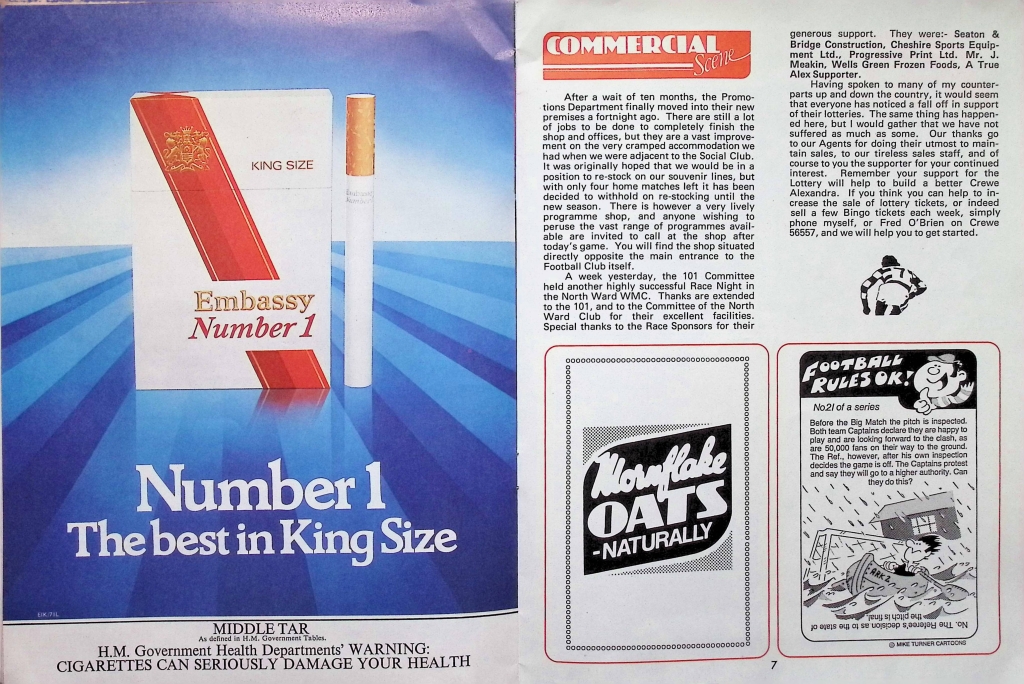 KING SIZE
Embassy
Number 1
Number 1
The best in King Size
MIDDLE TAR
As defined in H.M. Government Tables.
H.M. Government Health Departments' WARNING:
CIGARETTES CAN SERIOUSLY DAMAGE YOUR HEALTH
COMMERCIAL
Scene
After a wait of ten months, the Promo-
tions Department finally moved into their new
premises a fortnight ago. There are still a lot
of jobs to be done to completely finish the
shop and offices, but they are a vast improve-
ment on the very cramped accommodation we
had when we were adjacent to the Social Club.
It was originally hoped that we would be in a
position to re-stock on our souvenir lines, but
with only four home matches left it has been
decided to withhold on re-stocking until the
new season. There is however a very lively
programme shop, and anyone wishing to
peruse the vast range of programmes avail-
able are invited to call at the shop after
today's game. You will find the shop situated
directly opposite the main entrance to the
Football Club itself.
A week yesterday, the 101 Committee
held another highly successful Race Night in
the North Ward WMC. Thanks are extended
to the 101, and to the Committee of the North
Ward Club for their excellent facilities.
Special thanks to the Race Sponsors for their
generous support. They were:- Seaton &
Bridge Construction, Cheshire Sports Equip-
ment Ltd., Progressive Print Ltd. Mr. J.
Meakin, Wells Green Frozen Foods, A True
Alex Supporter.
Having spoken to many of my counter-
parts up and down the country, it would seem
that everyone has noticed a fall off in support
of their lotteries. The same thing has happen-
ed here, but I would gather that we have not
suffered as much as some. Our thanks go
to our Agents for doing their utmost to main-
tain sales, to our tireless sales staff, and of
course to you the supporter for your continued
interest. Remember your support for the
Lottery will help to build a better Crewe
Alexandra. If you think you can help to in-
crease the sale of lottery tickets, or indeed
sell a few Bingo tickets each week, simply
phone myself, or Fred O'Brien on Crewe
56557, and we will help you to get started.
Mornflake
OATS
-NATURALLY
FOOTBALL
RULES OK!
No21 of a series
Before the Big Match the pitch is inspected.
Both team Captains declare they are happy to
play and are looking forward to the clash, as
are 50,000 fans on their way to the ground.
The Ref., however, after his own inspection
decides the game is off. The Captains protest
and say they will go to a higher authority. Can
they do this?
ARK 2
No. The Referee's decision as to the state of
the pitch is final.
© MIKE TURNER CARTOONS
7